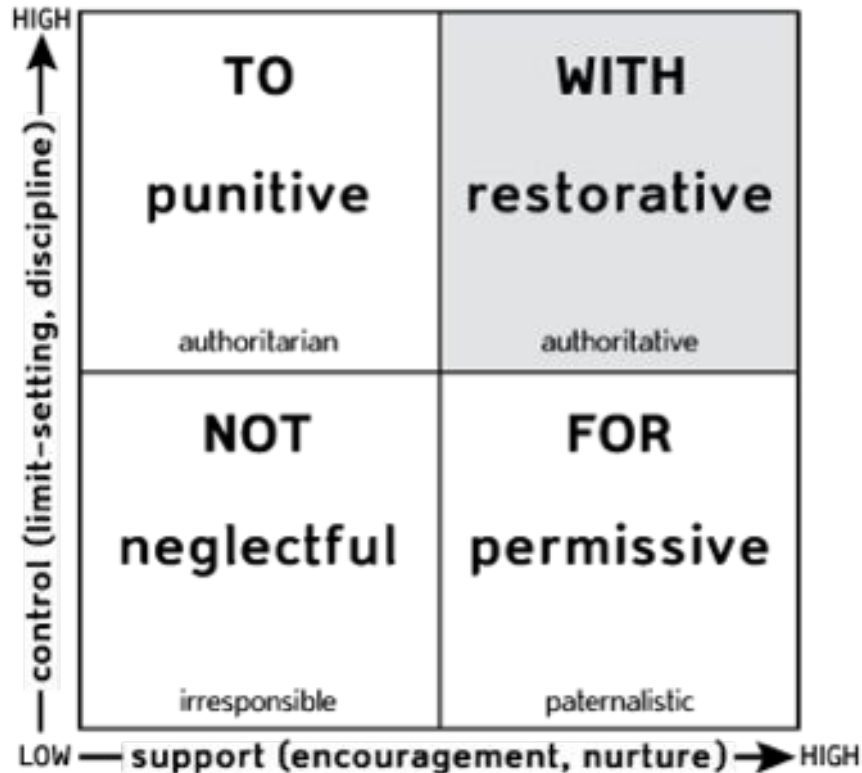 HIGH
control (limit-setting, discipline)
TO
punitive
authoritarian
WITH
restorative
authoritative
NOT
neglectful
irresponsible
FOR
permissive
paternalistic
LOW
support (encouragement, nurture)
HIGH